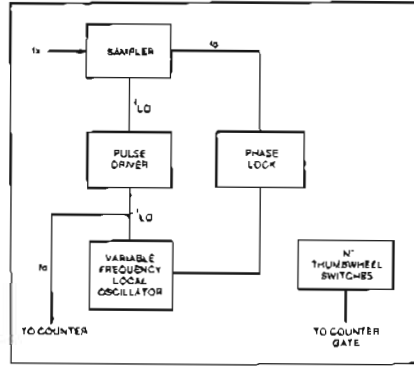 fx
SAMPLER
fo
fLO
PULSE
DRIVER
PHASE
LOCK
fLO
fo
VARIABLE
FREQUENCY
LOCAL
OSCILLATOR
"N"
THUMBWHEEL
SWITCHES
TO COUNTER
TO COUNTER
GATE